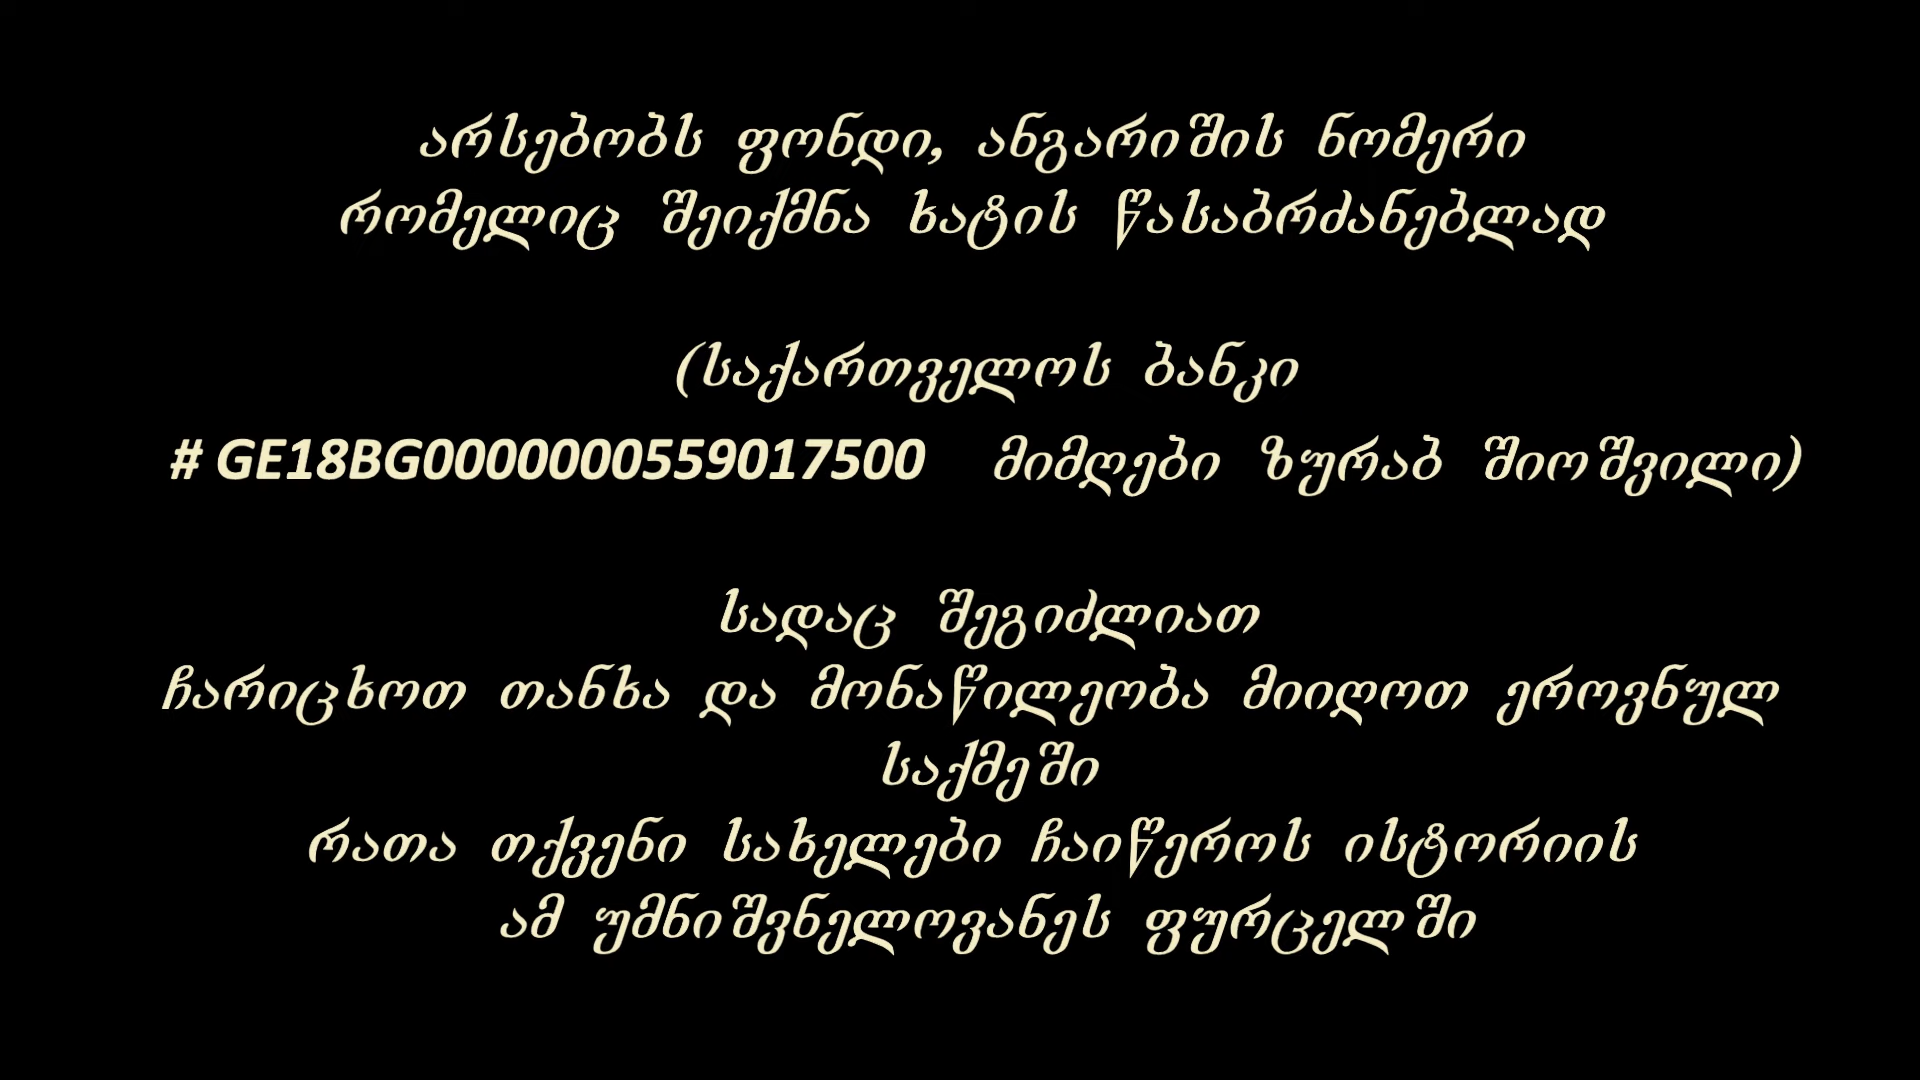 არსებობს ფონდი, ანგარიშის ნომერი
რომელიც შეიქმნა ხატის წასაბრძანებლად
(საქართველოს ბანკი
# GE18BG0000000559017500 მიმღები ზურაბ შიოშვილი)
სადაც შეგიძლიათ
ჩარიცხოთ თანხა და მონაწილეობა მიიღოთ ეროვნულ
საქმეში
რათა თქვენი სახელები ჩაიწეროს ისტორიის
ამ უმნიშვნელოვანეს ფურცელში